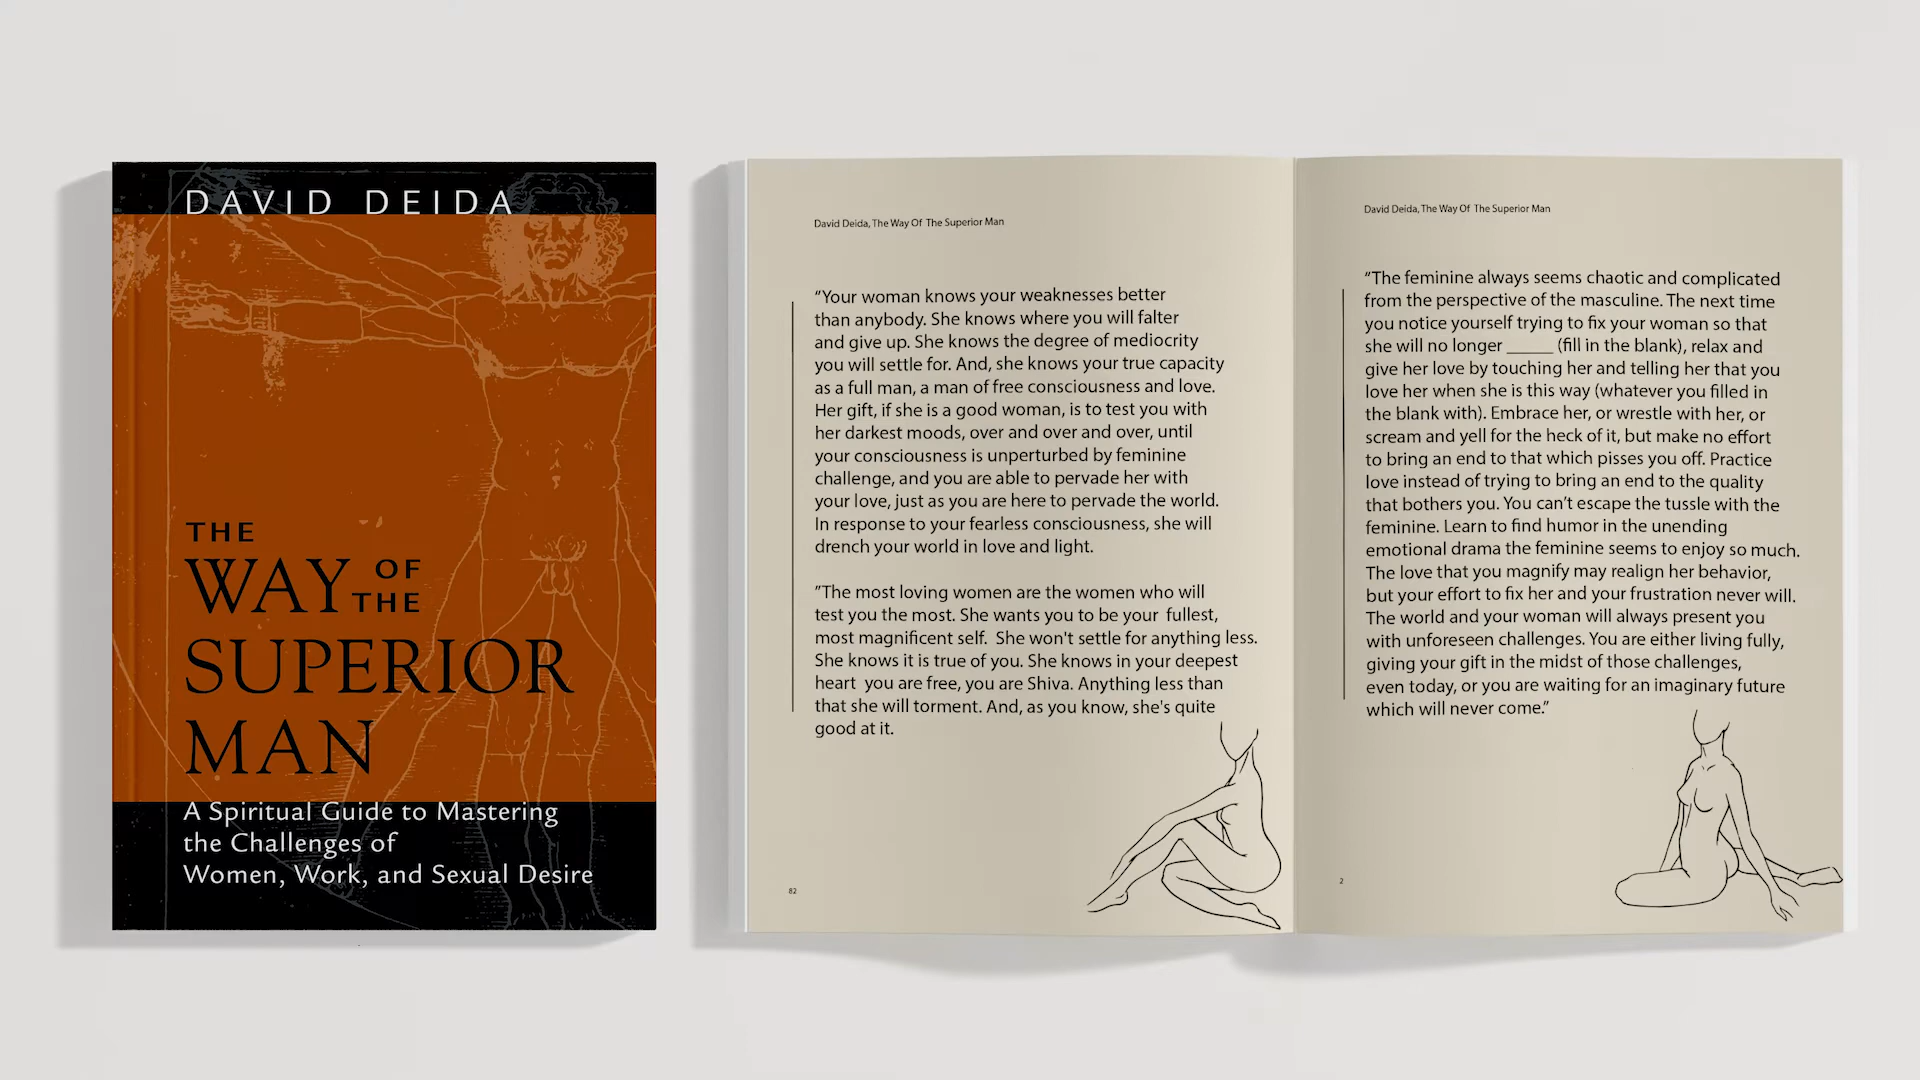 DAVID DEIDA
THE
WAY OF
THE
SUPERIOR
MAN
A Spiritual Guide to Mastering
the Challenges of
Women, Work, and Sexual Desire
David Deida, The Way Of The Superior Man
“Your woman knows your weaknesses better
than anybody. She knows where you will falter
and give up. She knows the degree of mediocrity
you will settle for. And, she knows your true capacity
as a full man, a man of free consciousness and love.
Her gift, if she is a good woman, is to test you with
her darkest moods, over and over and over, until
your consciousness is unperturbed by feminine
challenge, and you are able to pervade her with
your love, just as you are here to pervade the world.
In response to your fearless consciousness, she will
drench your world in love and light.
"The most loving women are the women who will
test you the most. She wants you to be your fullest,
most magnificent self. She won't settle for anything less.
She knows it is true of you. She knows in your deepest
heart you are free, you are Shiva. Anything less than
that she will torment. And, as you know, she's quite
good at it.
82
David Deida, The Way Of The Superior Man
“The feminine always seems chaotic and complicated
from the perspective of the masculine. The next time
you notice yourself trying to fix your woman so that
she will no longer _____ (fill in the blank), relax and
give her love by touching her and telling her that you
love her when she is this way (whatever you filled in
the blank with). Embrace her, or wrestle with her, or
scream and yell for the heck of it, but make no effort
to bring an end to that which pisses you off. Practice
love instead of trying to bring an end to the quality
that bothers you. You can’t escape the tussle with the
feminine. Learn to find humor in the unending
emotional drama the feminine seems to enjoy so much.
The love that you magnify may realign her behavior,
but your effort to fix her and your frustration never will.
The world and your woman will always present you
with unforeseen challenges. You are either living fully,
giving your gift in the midst of those challenges,
even today, or you are waiting for an imaginary future
which will never come.”
2